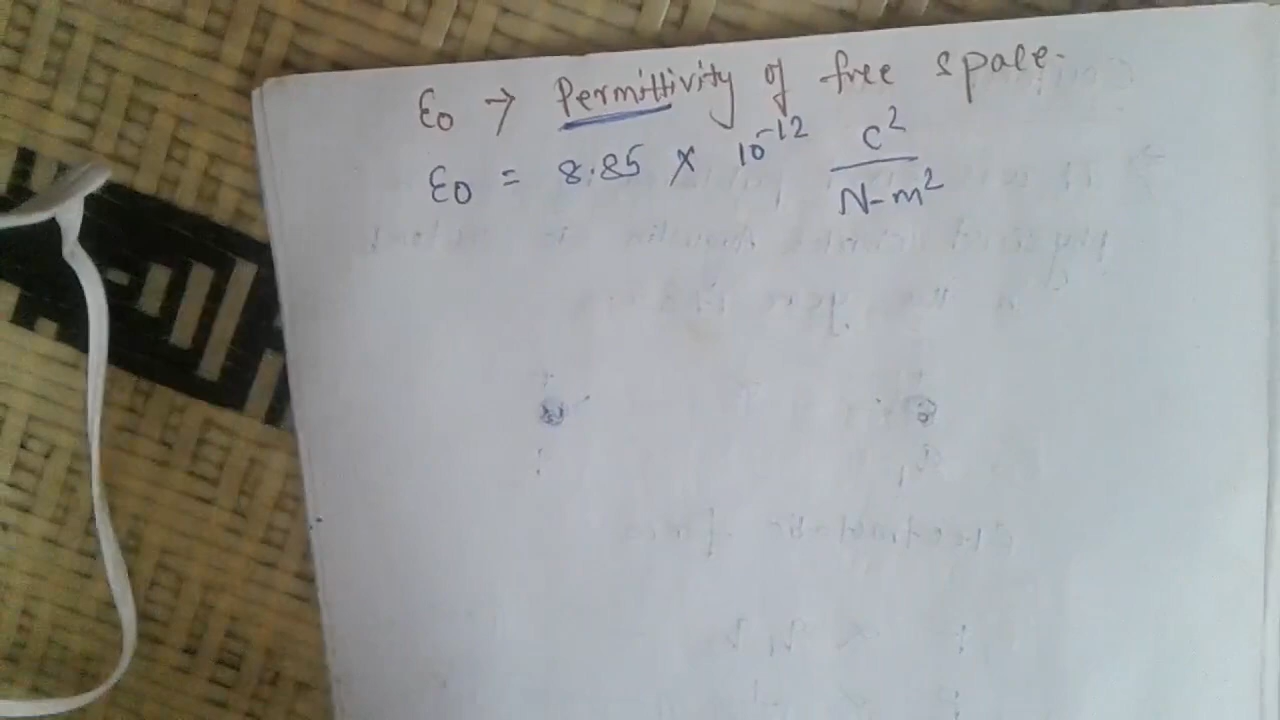 ε0 → Permittivity of free space.
ε0 = 8.85 × 10^-12 C^2 / N-m^2